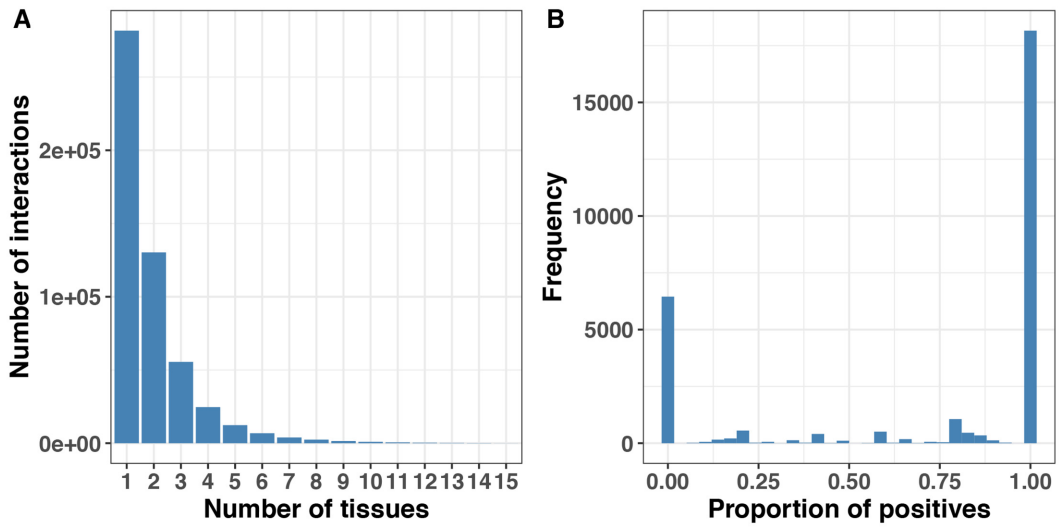 A
Number of interactions
2e+05
1e+05
0e+00
1 2 3 4 5 6 7 8 9 10 11 12 13 14 15
Number of tissues
B
Frequency
15000
10000
5000
0
0.00 0.25 0.50 0.75 1.00
Proportion of positives